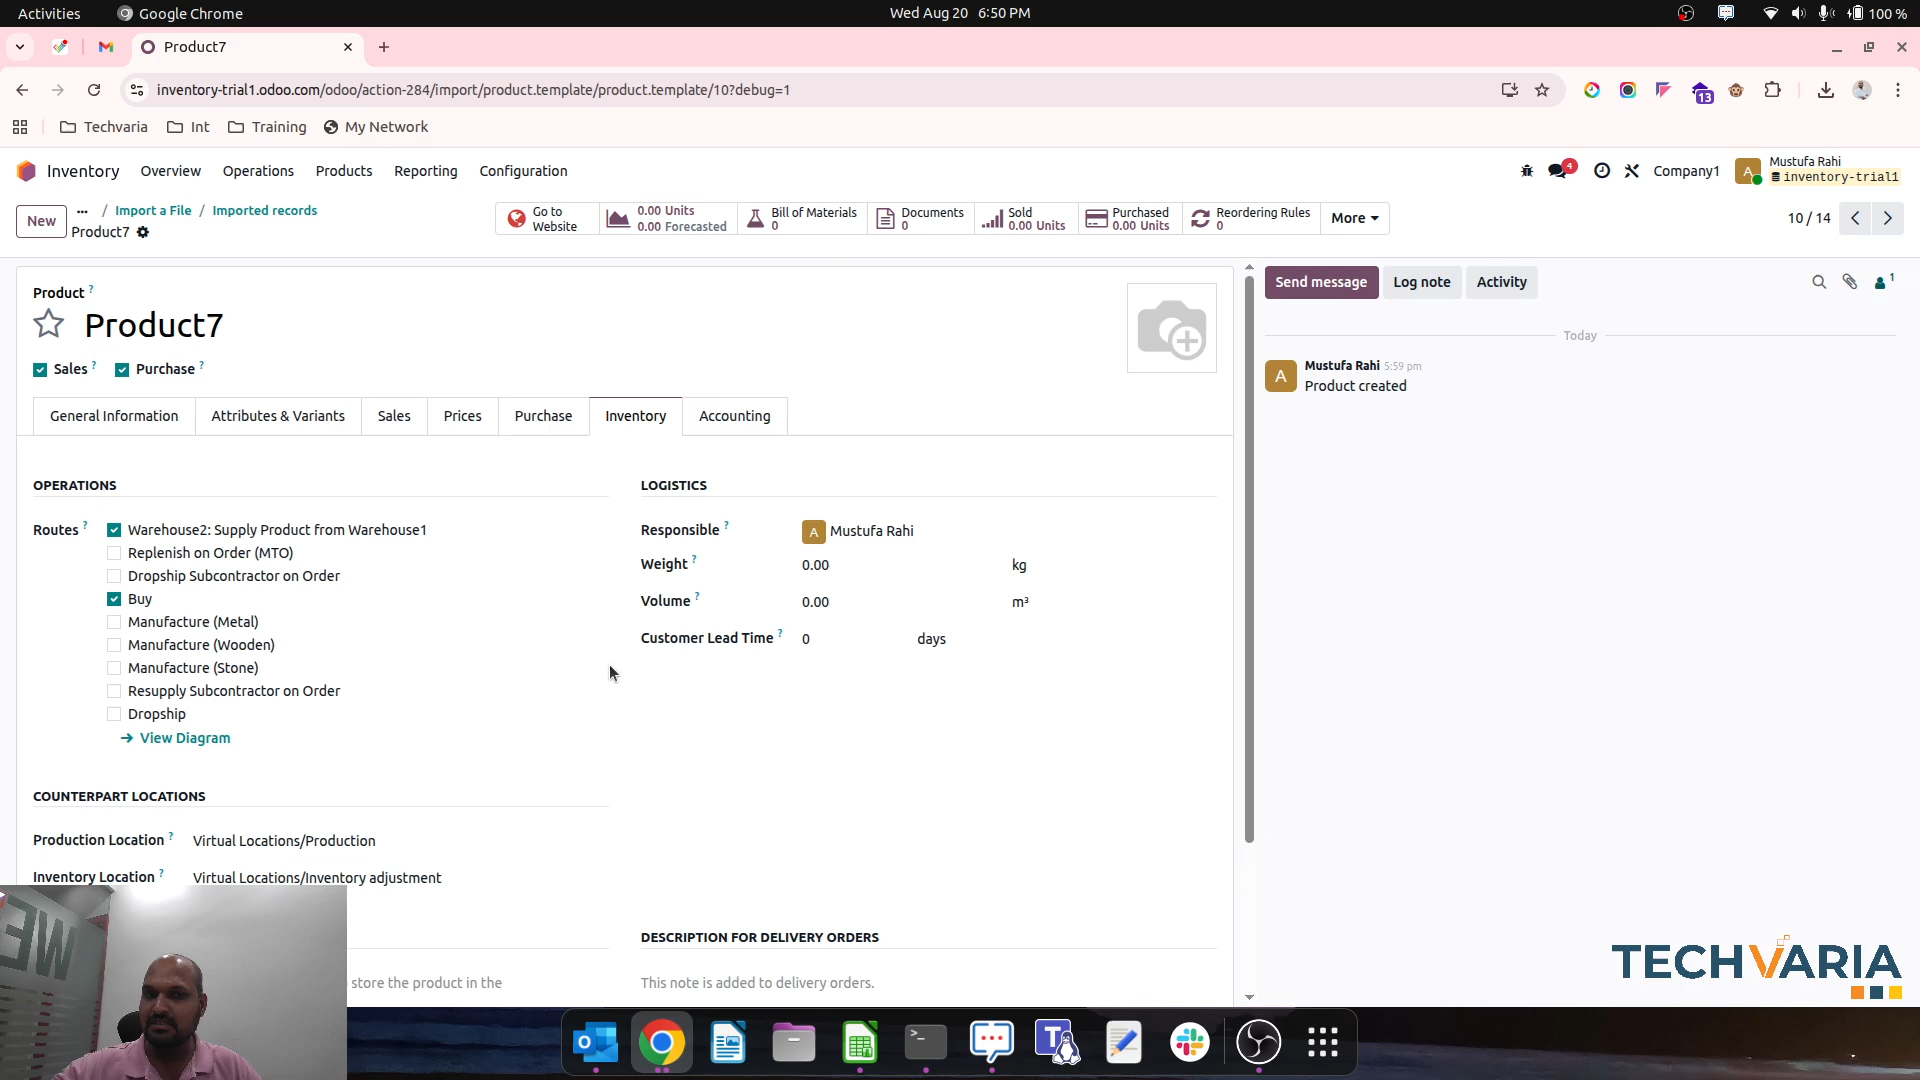 Activities Google Chrome Wed Aug 20 6:50 PM 100 %
Product7
inventory-trial1.odoo.com/odoo/action-284/import/product.template/product.template/10?debug=1 13
Techvaria Int Training My Network
Inventory Overview Operations Products Reporting Configuration 4 Company1 A Mustufa Rahi
inventory-trial1
New ... / Import a File / Imported records
Product7
Go to Website
0.00 Units
0.00 Forecasted
Bill of Materials
0
Documents
0
Sold
0.00 Units
Purchased
0.00 Units
Reordering Rules
0
More
10 / 14
Product ?
Product7
Sales ? Purchase ?
General Information Attributes & Variants Sales Prices Purchase Inventory Accounting
OPERATIONS
Routes ? Warehouse2: Supply Product from Warehouse1
Replenish on Order (MTO)
Dropship Subcontractor on Order
Buy
Manufacture (Metal)
Manufacture (Wooden)
Manufacture (Stone)
Resupply Subcontractor on Order
Dropship
View Diagram
LOGISTICS
Responsible ? A Mustufa Rahi
Weight ? 0.00 kg
Volume ? 0.00 m³
Customer Lead Time ? 0 days
COUNTERPART LOCATIONS
Production Location ? Virtual Locations/Production
Inventory Location ? Virtual Locations/Inventory adjustment
store the product in the
DESCRIPTION FOR DELIVERY ORDERS
This note is added to delivery orders.
Send message Log note Activity 1
Today
A Mustufa Rahi 5:59 pm
Product created
TECHVARIA
WE